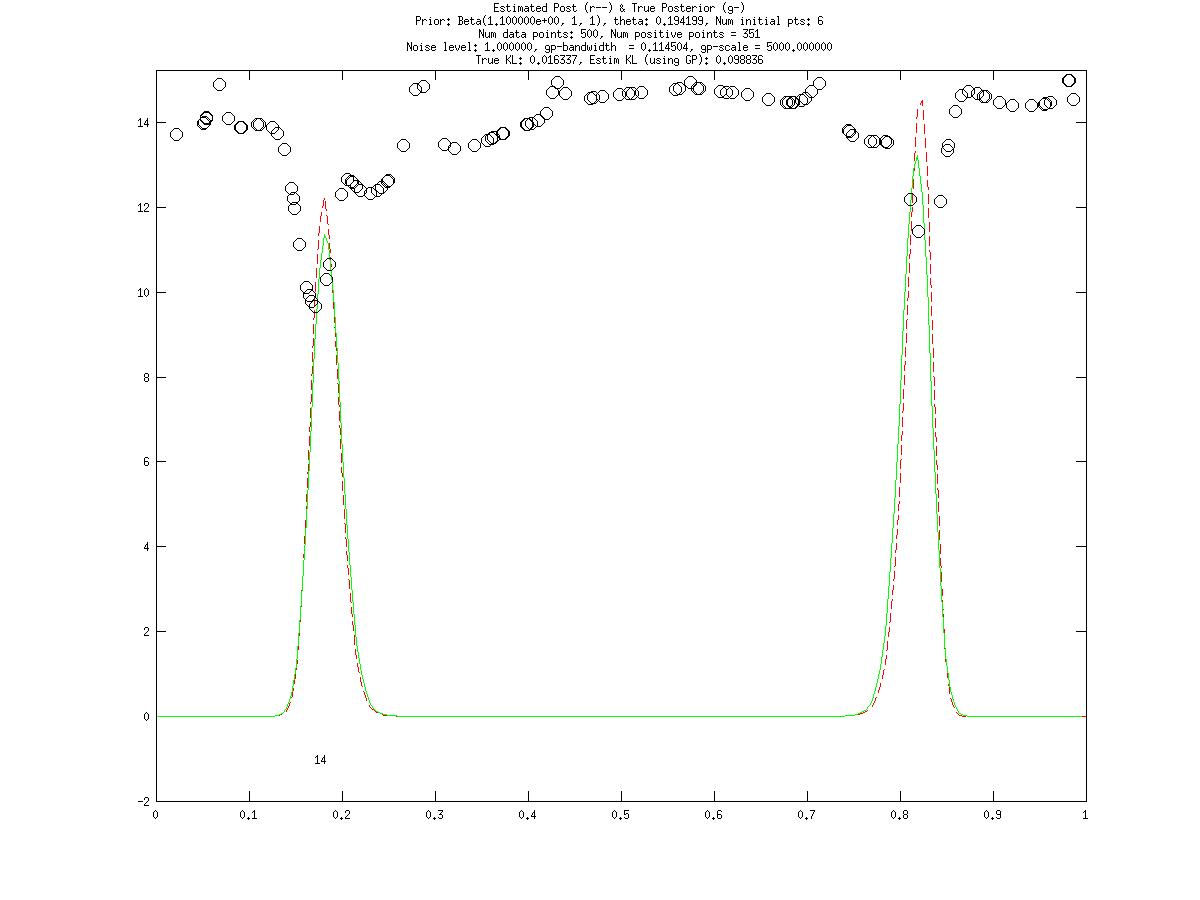 Estimated Post (r--) & True Posterior (g-)
Prior: Beta(1.100000e+00, 1, 1), theta: 0.194199, Num initial pts: 6
Num data points: 500, Num positive points = 351
Noise level: 1.000000, gp-bandwidth  = 0.114504, gp-scale = 5000.000000
True KL: 0.016337, Estim KL (using GP): 0.098836
14
12
10
8
6
4
2
0
14
-2
0 0.1 0.2 0.3 0.4 0.5 0.6 0.7 0.8 0.9 1